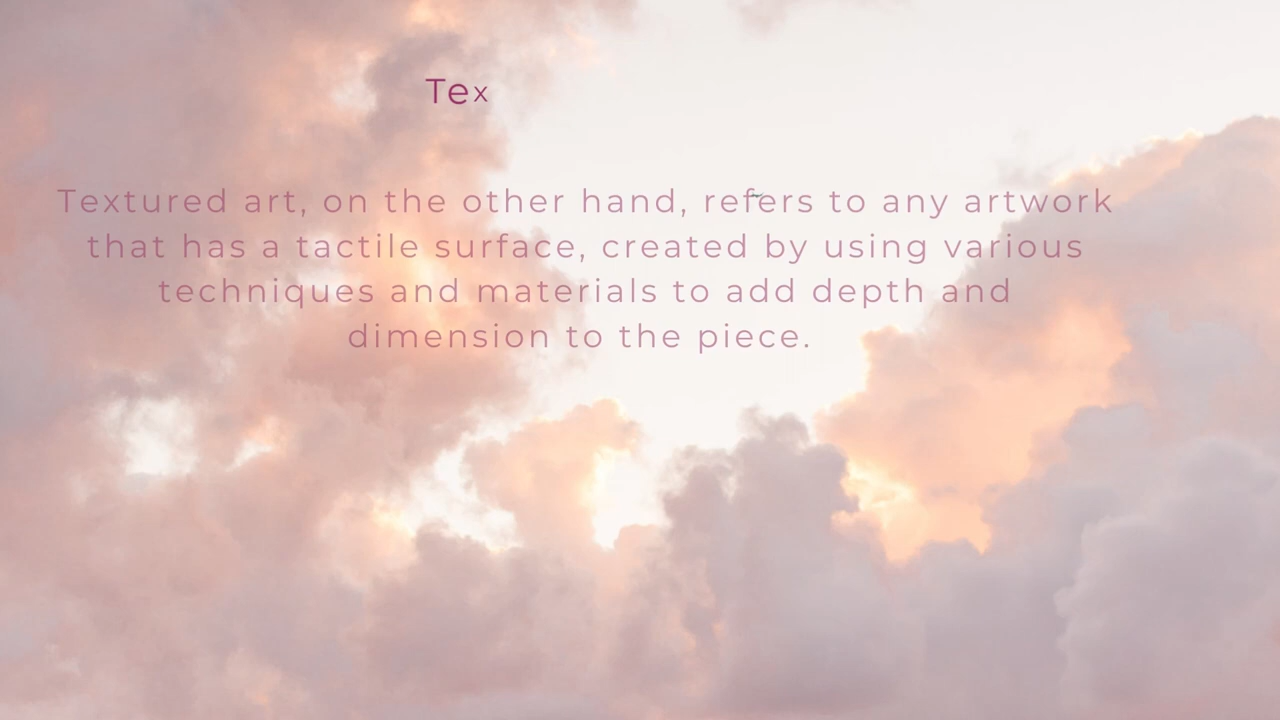 Tex
Textured art, on the other hand, refers to any artwork
that has a tactile surface, created by using various
techniques and materials to add depth and
dimension to the piece.